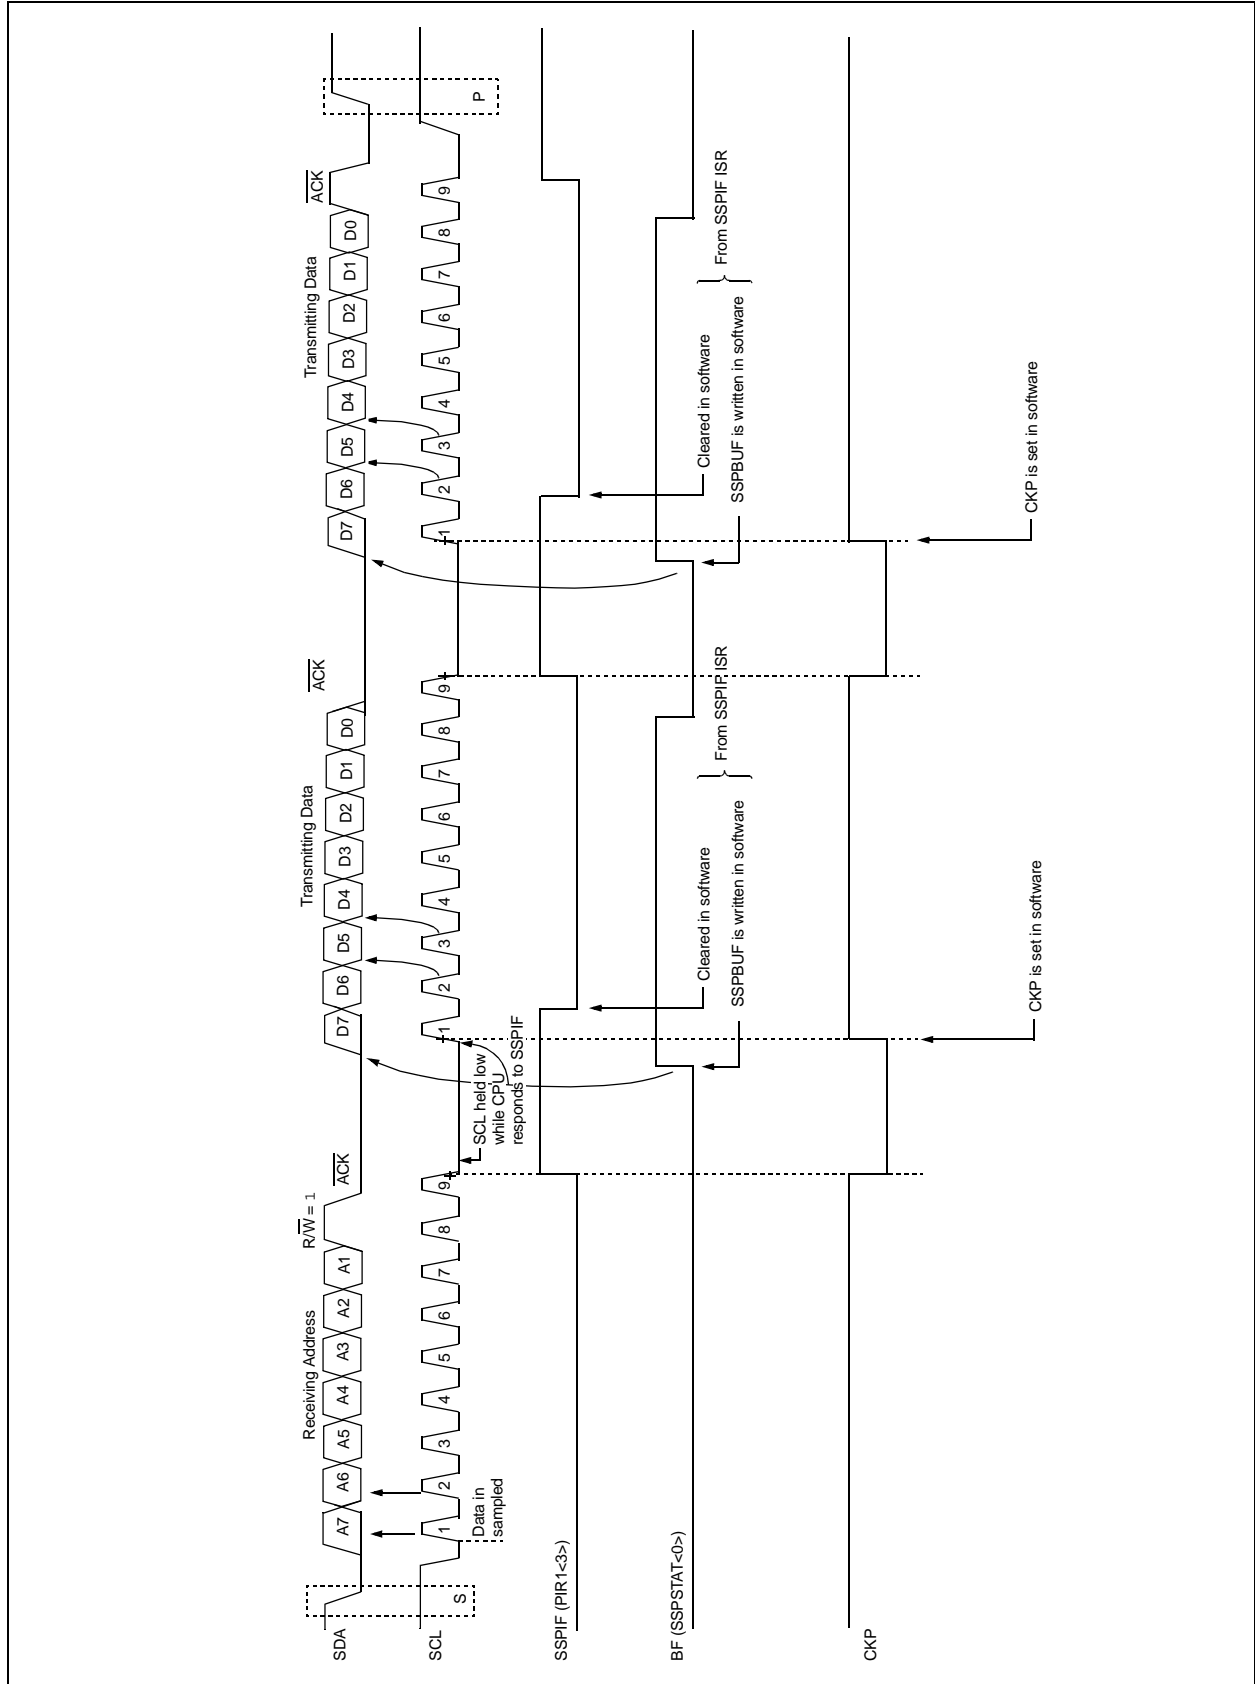 Receiving Address R/W = 1 ACK Transmitting Data ACK Transmitting Data ACK
SDA A7 A6 A5 A4 A3 A2 A1 D7 D6 D5 D4 D3 D2 D1 D0 D7 D6 D5 D4 D3 D2 D1 D0
SCL 1 2 3 4 5 6 7 8 9 1 2 3 4 5 6 7 8 9 1 2 3 4 5 6 7 8 9
S P
Data in
sampled
SCL held low
while CPU
responds to SSPIF
SSPIF (PIR1<3>)
BF (SSPSTAT<0>)
Cleared in software
SSPBUF is written in software
From SSPIF ISR
Cleared in software
SSPBUF is written in software
From SSPIF ISR
CKP
CKP is set in software
CKP is set in software